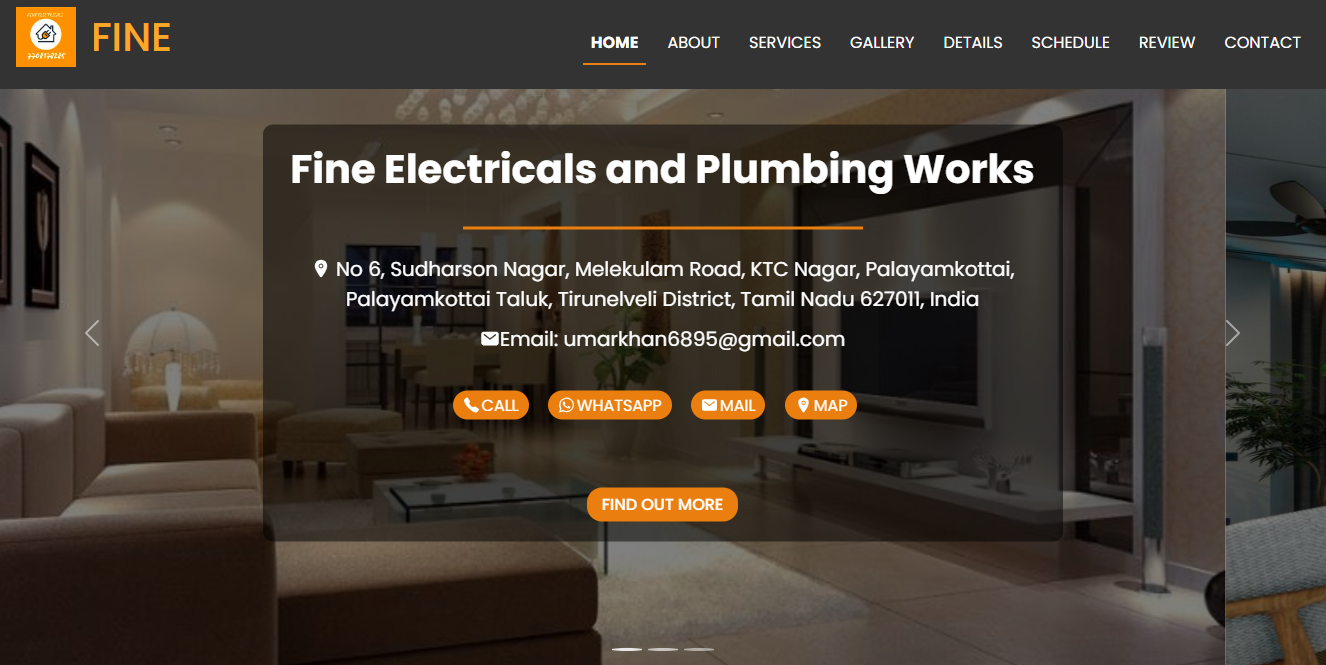 FINE
HOME ABOUT SERVICES GALLERY DETAILS SCHEDULE REVIEW CONTACT
Fine Electricals and Plumbing Works
No 6, Sudharson Nagar, Melekulam Road, KTC Nagar, Palayamkottai,
Palayamkottai Taluk, Tirunelveli District, Tamil Nadu 627011, India
Email: umarkhan6895@gmail.com
CALL WHATSAPP MAIL MAP
FIND OUT MORE